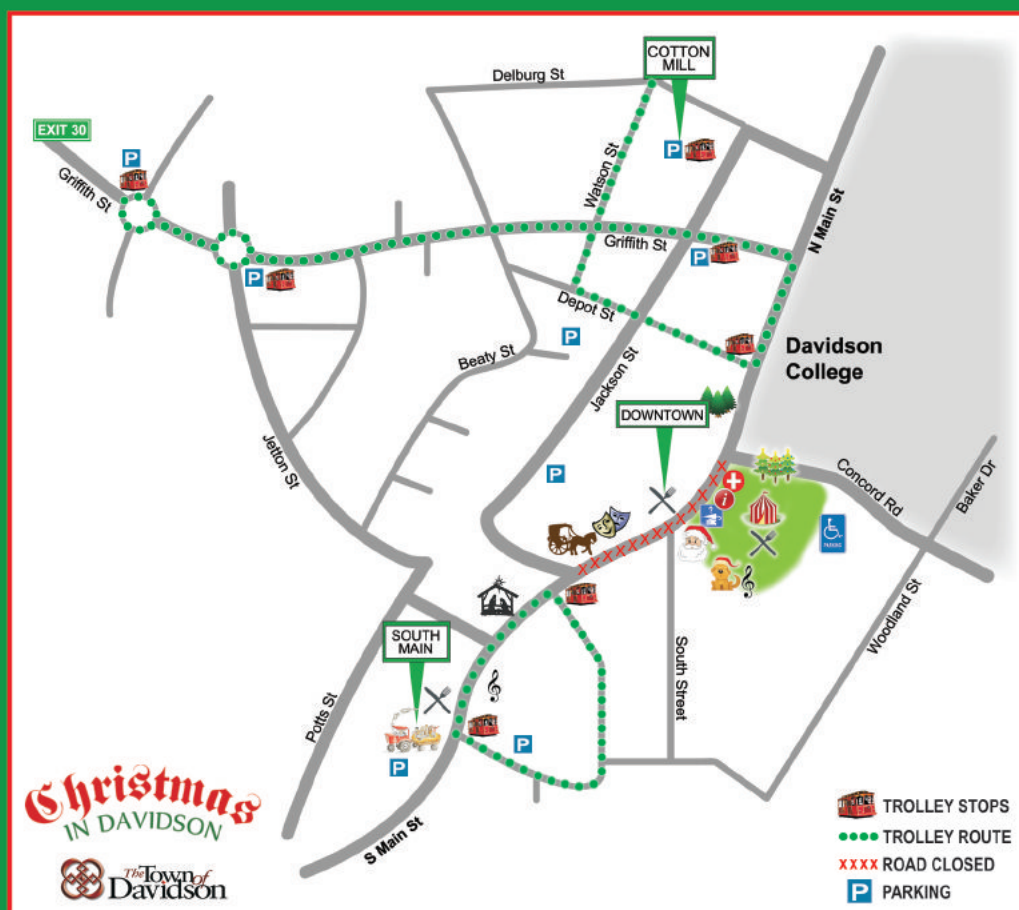 COTTON
MILL
Delburg St
EXIT 30
P
P
Griffith St
Watson St
N Main St
Griffith St
P
P
Depot St
P
Davidson
College
Beaty St
Jackson St
DOWNTOWN
Jetton St
P
Concord Rd
Baker Dr
i
Woodland St
SOUTH
MAIN
South Street
Potts St
P
P
S Main St
Christmas
IN DAVIDSON
The Town of
Davidson
TROLLEY STOPS
TROLLEY ROUTE
XXXX ROAD CLOSED
P PARKING